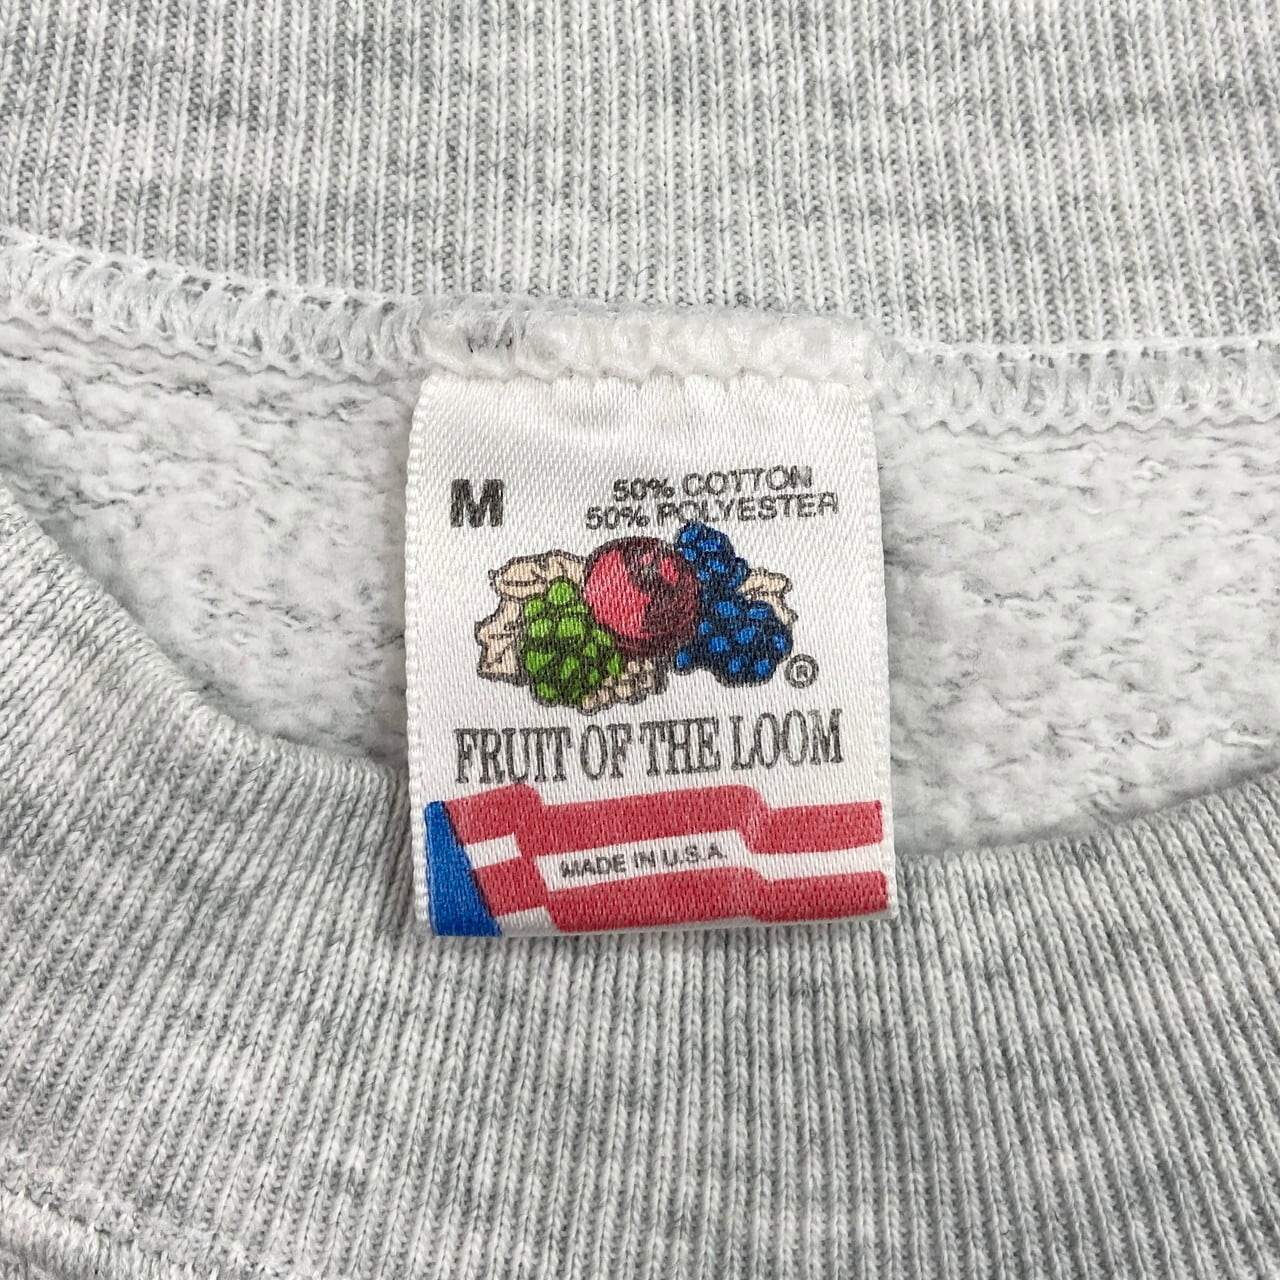 M
50% COTTON
50% POLYESTER
®
FRUIT OF THE LOOM
MADE IN U.S.A.